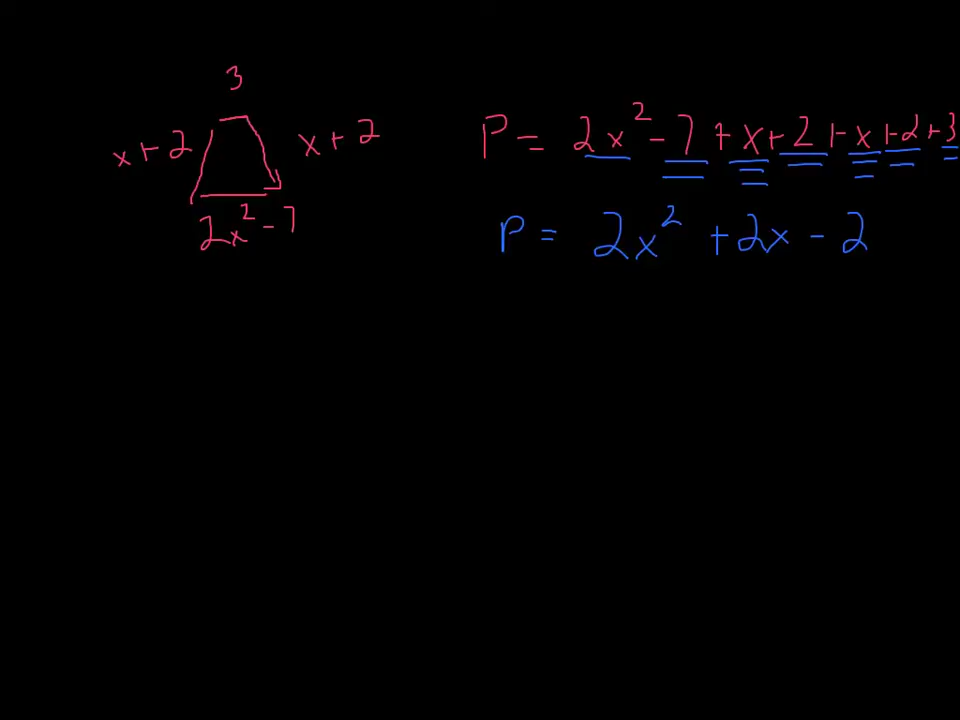 3
x + 2
x + 2
2x² - 7
P = 2x² - 7 + x + 2 + x + 2 + 3
P = 2x² + 2x - 2